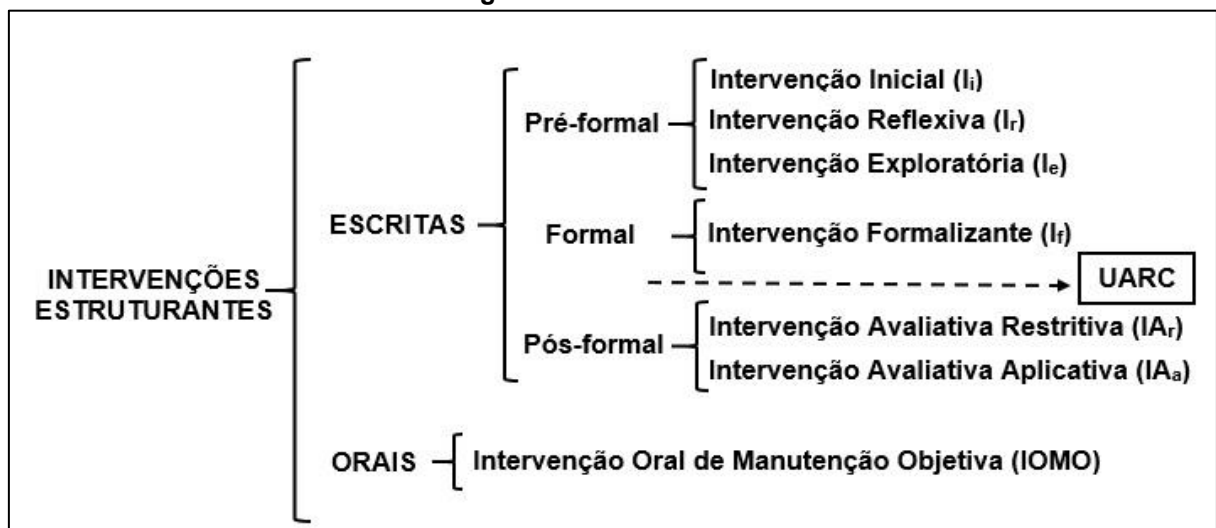 Intervenção Inicial (Iᵢ)
Pré-formal
Intervenção Reflexiva (Iᵣ)
Intervenção Exploratória (Iₑ)
ESCRITAS
Formal
Intervenção Formalizante (If)
INTERVENÇÕES
ESTRUTURANTES
UARC
Pós-formal
Intervenção Avaliativa Restritiva (IAᵣ)
Intervenção Avaliativa Aplicativa (IAₐ)
ORAIS
Intervenção Oral de Manutenção Objetiva (IOMO)